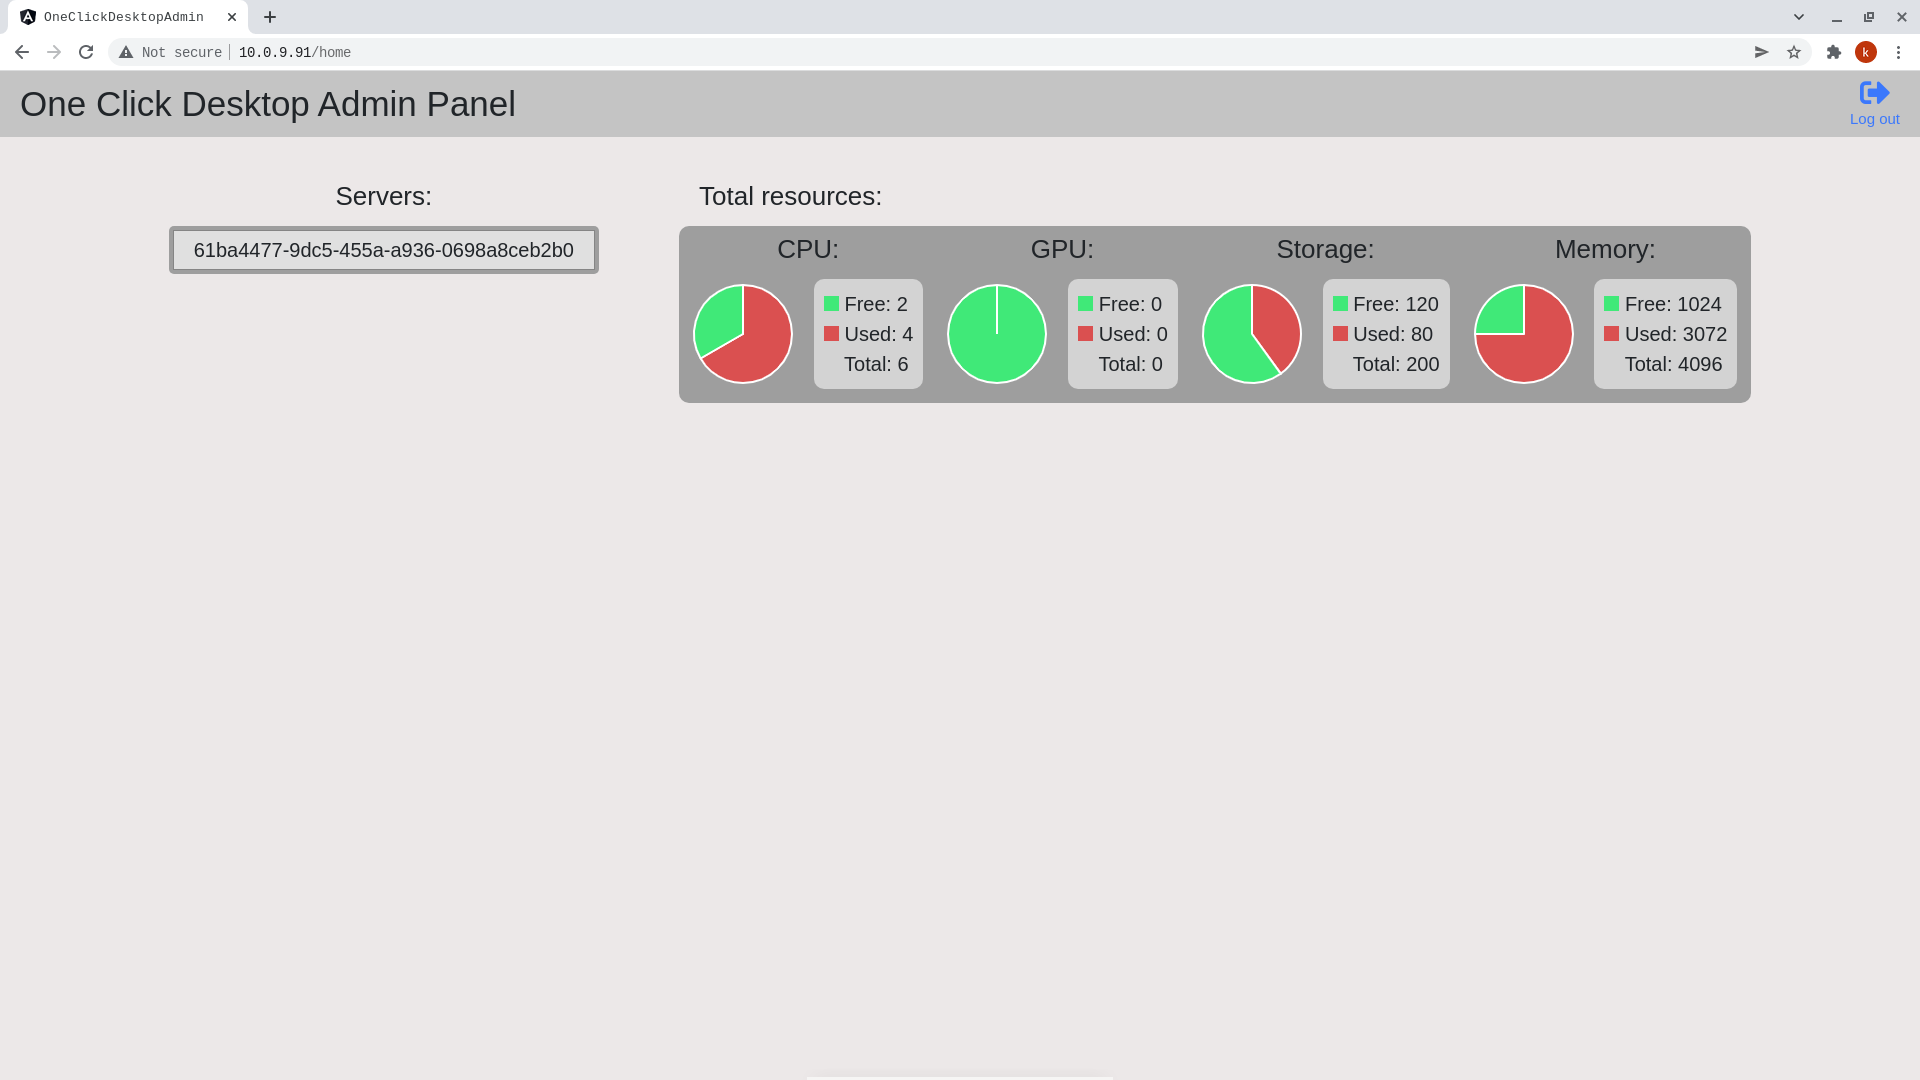 OneClickDesktopAdmin
Not secure 10.0.9.91/home
k
One Click Desktop Admin Panel
Log out
Servers:
61ba4477-9dc5-455a-a936-0698a8ceb2b0
Total resources:
CPU:
Free: 2
Used: 4
Total: 6
GPU:
Free: 0
Used: 0
Total: 0
Storage:
Free: 120
Used: 80
Total: 200
Memory:
Free: 1024
Used: 3072
Total: 4096